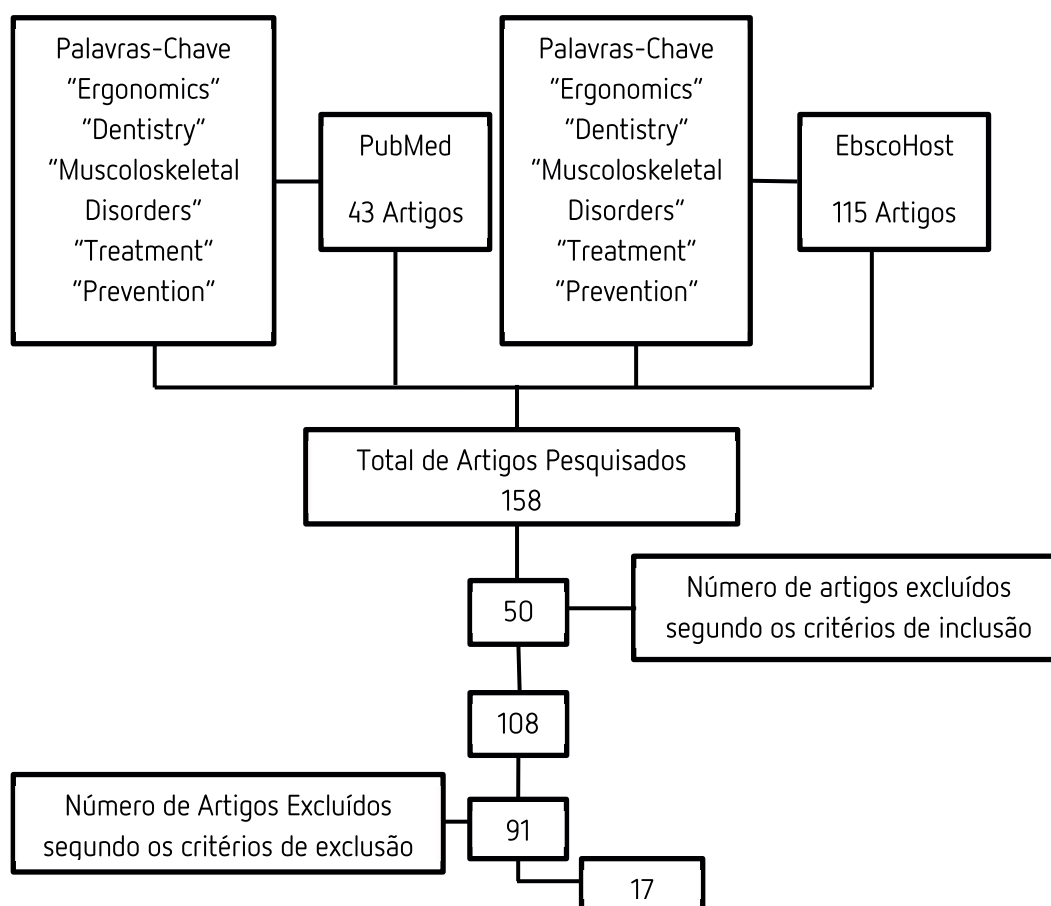 Palavras-Chave
"Ergonomics"
"Dentistry"
"Muscoloskeletal
Disorders"
"Treatment"
"Prevention"
PubMed
43 Artigos
Palavras-Chave
"Ergonomics"
"Dentistry"
"Muscoloskeletal
Disorders"
"Treatment"
"Prevention"
EbscoHost
115 Artigos
Total de Artigos Pesquisados
158
50
Número de artigos excluídos
segundo os critérios de inclusão
108
Número de Artigos Excluídos
segundo os critérios de exclusão
91
17